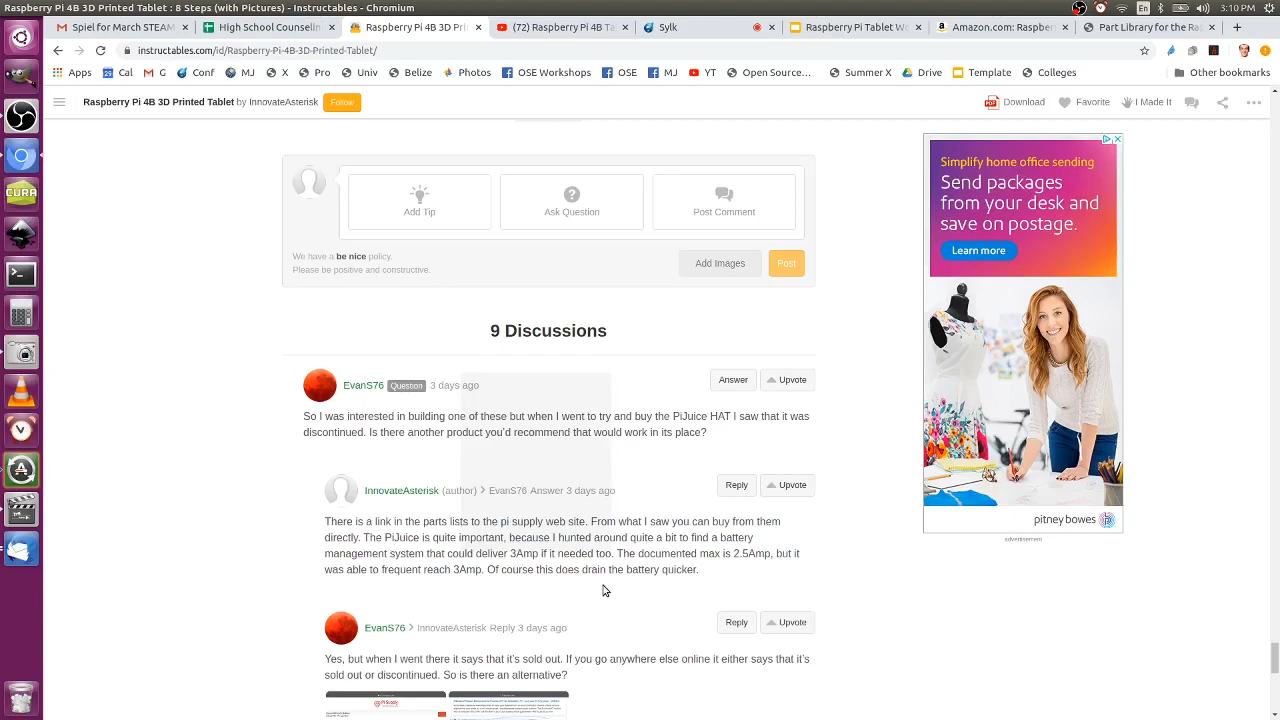 Raspberry Pi 4B 3D Printed Tablet : 8 Steps (with Pictures) - Instructables - Chromium
3:10PM
Spiel for March STEAM
High School Counselin
Raspberry Pi 4B 3D Pri
(72) Raspberry Pi 4B Ta
Sylk
Raspberry Pi Tablet Wo
Amazon.com: Raspberr
Part Library for the Ras
instructables.com/id/Raspberry-Pi-4B-3D-Printed-Tablet/
Apps Cal G Conf MJ X Pro Univ Belize Photos OSE Workshops OSE MJ YT Open Source... Summer X Drive Template Colleges Other bookmarks
Raspberry Pi 4B 3D Printed Tablet by InnovateAsterisk Follow Download Favorite I Made It
Simplify home office sending
Send packages
from your desk and
save on postage.
Learn more
pitney bowes
advertisement
Add Tip Ask Question Post Comment
We have a be nice policy.
Please be positive and constructive.
Add Images Post
9 Discussions
EvanS76 Question 3 days ago Answer Upvote
So I was interested in building one of these but when I went to try and buy the PiJuice HAT I saw that it was
discontinued. Is there another product you'd recommend that would work in its place?
InnovateAsterisk (author) EvanS76 Answer 3 days ago Reply Upvote
There is a link in the parts lists to the pi supply web site. From what I saw you can buy from them
directly. The PiJuice is quite important, because I hunted around quite a bit to find a battery
management system that could deliver 3Amp if it needed too. The documented max is 2.5Amp, but it
was able to frequent reach 3Amp. Of course this does drain the battery quicker.
EvanS76 InnovateAsterisk Reply 3 days ago Reply Upvote
Yes, but when I went there it says that it's sold out. If you go anywhere else online it either says that it's
sold out or discontinued. So is there an alternative?
CURA